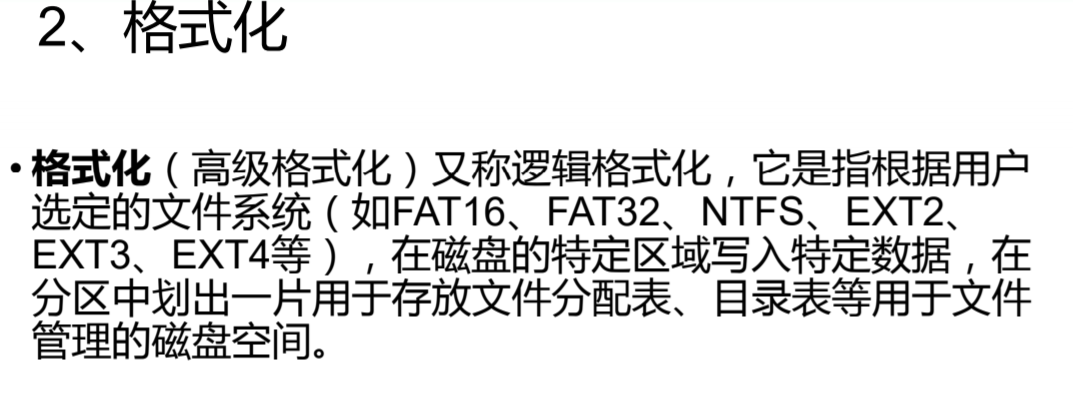 2、格式化
•格式化（高级格式化）又称逻辑格式化，它是指根据用户
选定的文件系统（如FAT16、FAT32、NTFS、EXT2、
EXT3、EXT4等），在磁盘的特定区域写入特定数据，在
分区中划出一片用于存放文件分配表、目录表等用于文件
管理的磁盘空间。